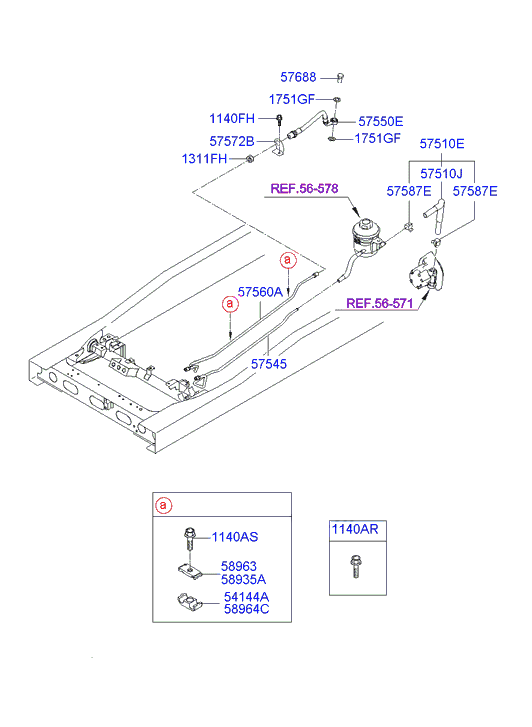 57688
1751GF
1140FH
57550E
57572B
1751GF
57510E
1311FH
57510J
REF.56-578
57587E
57587E
a
57560A
a
REF.56-571
57545
a
1140AS
1140AR
58963
58935A
54144A
58964C